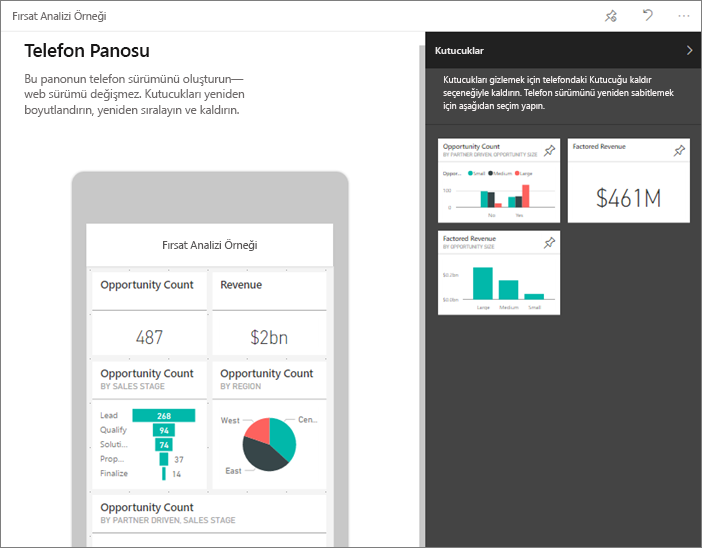 Fırsat Analizi Örneği
Telefon Panosu
Bu panonun telefon sürümünü oluşturun—
web sürümü değişmez. Kutucukları yeniden
boyutlandırın, yeniden sıralayın ve kaldırın.
Fırsat Analizi Örneği
Opportunity Count
487
Revenue
$2bn
Opportunity Count
BY SALES STAGE
Lead 268
Qualify 94
Soluti... 74
Prop... 37
Finalize 14
Opportunity Count
BY REGION
West
Cen...
East
Opportunity Count
BY PARTNER DRIVEN, SALES STAGE
Kutucuklar
Kutucukları gizlemek için telefondaki Kutucuğu kaldır
seçeneğiyle kaldırın. Telefon sürümünü yeniden sabitlemek
için aşağıdan seçim yapın.
Opportunity Count
BY PARTNER DRIVEN, OPPORTUNITY SIZE
Oppor... Small Medium Large
100
0
No Yes
Factored Revenue
$461M
Factored Revenue
BY OPPORTUNITY SIZE
$0.2bn
$0.0bn
Large Medium Small